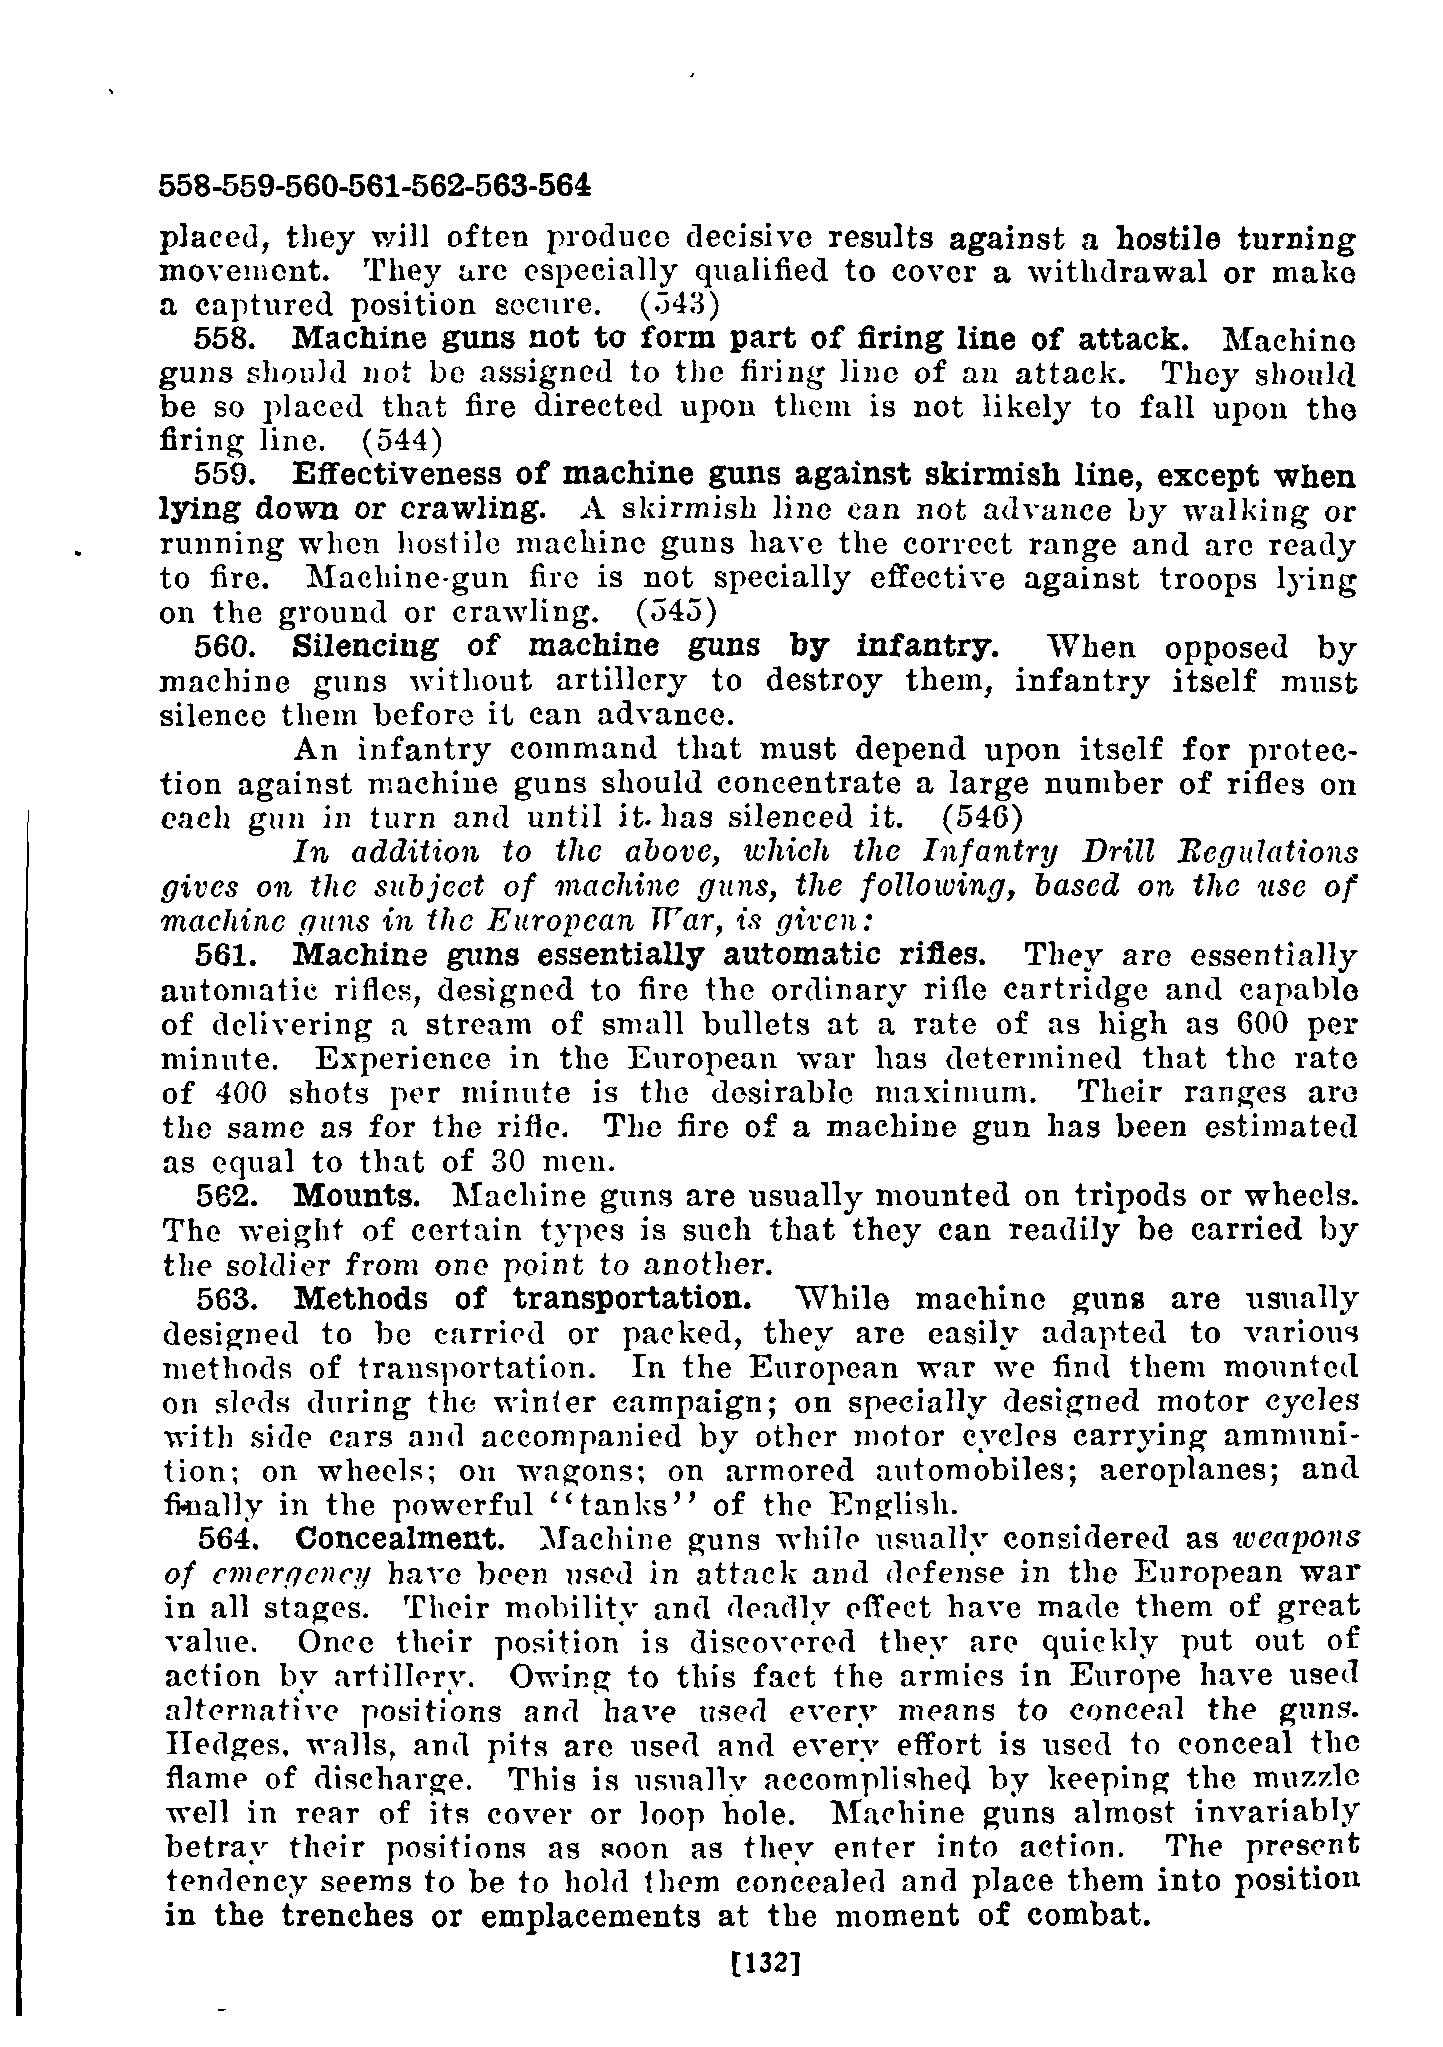 558-559-560-561-562-563-564
placed, they will often produce decisive results against a hostile turning
movement. They are especially qualified to cover a withdrawal or make
a captured position secure. (543)
558. Machine guns not to form part of firing line of attack. Machine
guns should not be assigned to the firing line of an attack. They should
be so placed that fire directed upon them is not likely to fall upon the
firing line. (544)
559. Effectiveness of machine guns against skirmish line, except when
lying down or crawling. A skirmish line can not advance by walking or
running when hostile machine guns have the correct range and are ready
to fire. Machine-gun fire is not specially effective against troops lying
on the ground or crawling. (545)
560. Silencing of machine guns by infantry. When opposed by
machine guns without artillery to destroy them, infantry itself must
silence them before it can advance.
An infantry command that must depend upon itself for protec-
tion against machine guns should concentrate a large number of rifles on
each gun in turn and until it has silenced it. (546)
In addition to the above, which the Infantry Drill Regulations
gives on the subject of machine guns, the following, based on the use of
machine guns in the European War, is given:
561. Machine guns essentially automatic rifles. They are essentially
automatic rifles, designed to fire the ordinary rifle cartridge and capable
of delivering a stream of small bullets at a rate of as high as 600 per
minute. Experience in the European war has determined that the rate
of 400 shots per minute is the desirable maximum. Their ranges are
the same as for the rifle. The fire of a machine gun has been estimated
as equal to that of 30 men.
562. Mounts. Machine guns are usually mounted on tripods or wheels.
The weight of certain types is such that they can readily be carried by
the soldier from one point to another.
563. Methods of transportation. While machine guns are usually
designed to be carried or packed, they are easily adapted to various
methods of transportation. In the European war we find them mounted
on sleds during the winter campaign; on specially designed motor cycles
with side cars and accompanied by other motor cycles carrying ammuni-
tion; on wheels; on wagons; on armored automobiles; aeroplanes; and
finally in the powerful ‘‘tanks’’ of the English.
564. Concealment. Machine guns while usually considered as weapons
of emergency have been used in attack and defense in the European war
in all stages. Their mobility and deadly effect have made them of great
value. Once their position is discovered they are quickly put out of
action by artillery. Owing to this fact the armies in Europe have used
alternative positions and have used every means to conceal the guns.
Hedges, walls, and pits are used and every effort is used to conceal the
flame of discharge. This is usually accomplished by keeping the muzzle
well in rear of its cover or loop hole. Machine guns almost invariably
betray their positions as soon as they enter into action. The present
tendency seems to be to hold them concealed and place them into position
in the trenches or emplacements at the moment of combat.
[132]